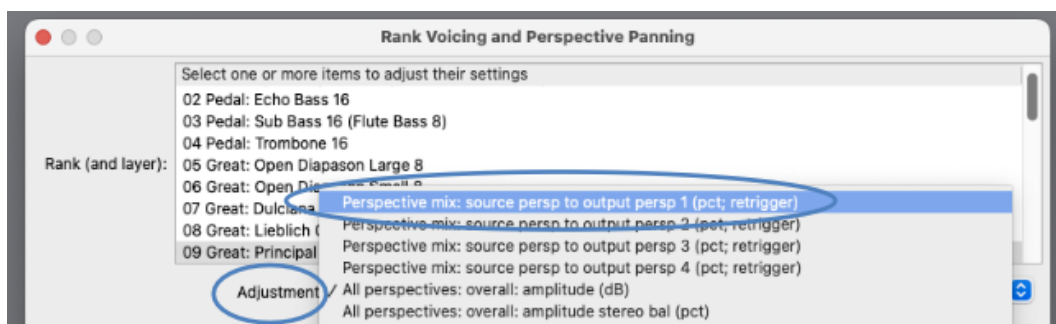 Rank Voicing and Perspective Panning
Select one or more items to adjust their settings
02 Pedal: Echo Bass 16
03 Pedal: Sub Bass 16 (Flute Bass 8)
04 Pedal: Trombone 16
Rank (and layer):
05 Great: Open Diapason Large 8
06 Great: Open
07 Great: Dulciana
08 Great: Lieblich
09 Great: Principal
Perspective mix: source persp to output persp 1 (pct; retrigger)
Perspective mix: source persp to output persp 2 (pct; retrigger)
Perspective mix: source persp to output persp 3 (pct; retrigger)
Perspective mix: source persp to output persp 4 (pct; retrigger)
Adjustment
✓ All perspectives: overall: amplitude (dB)
All perspectives: overall: amplitude stereo bal (pct)